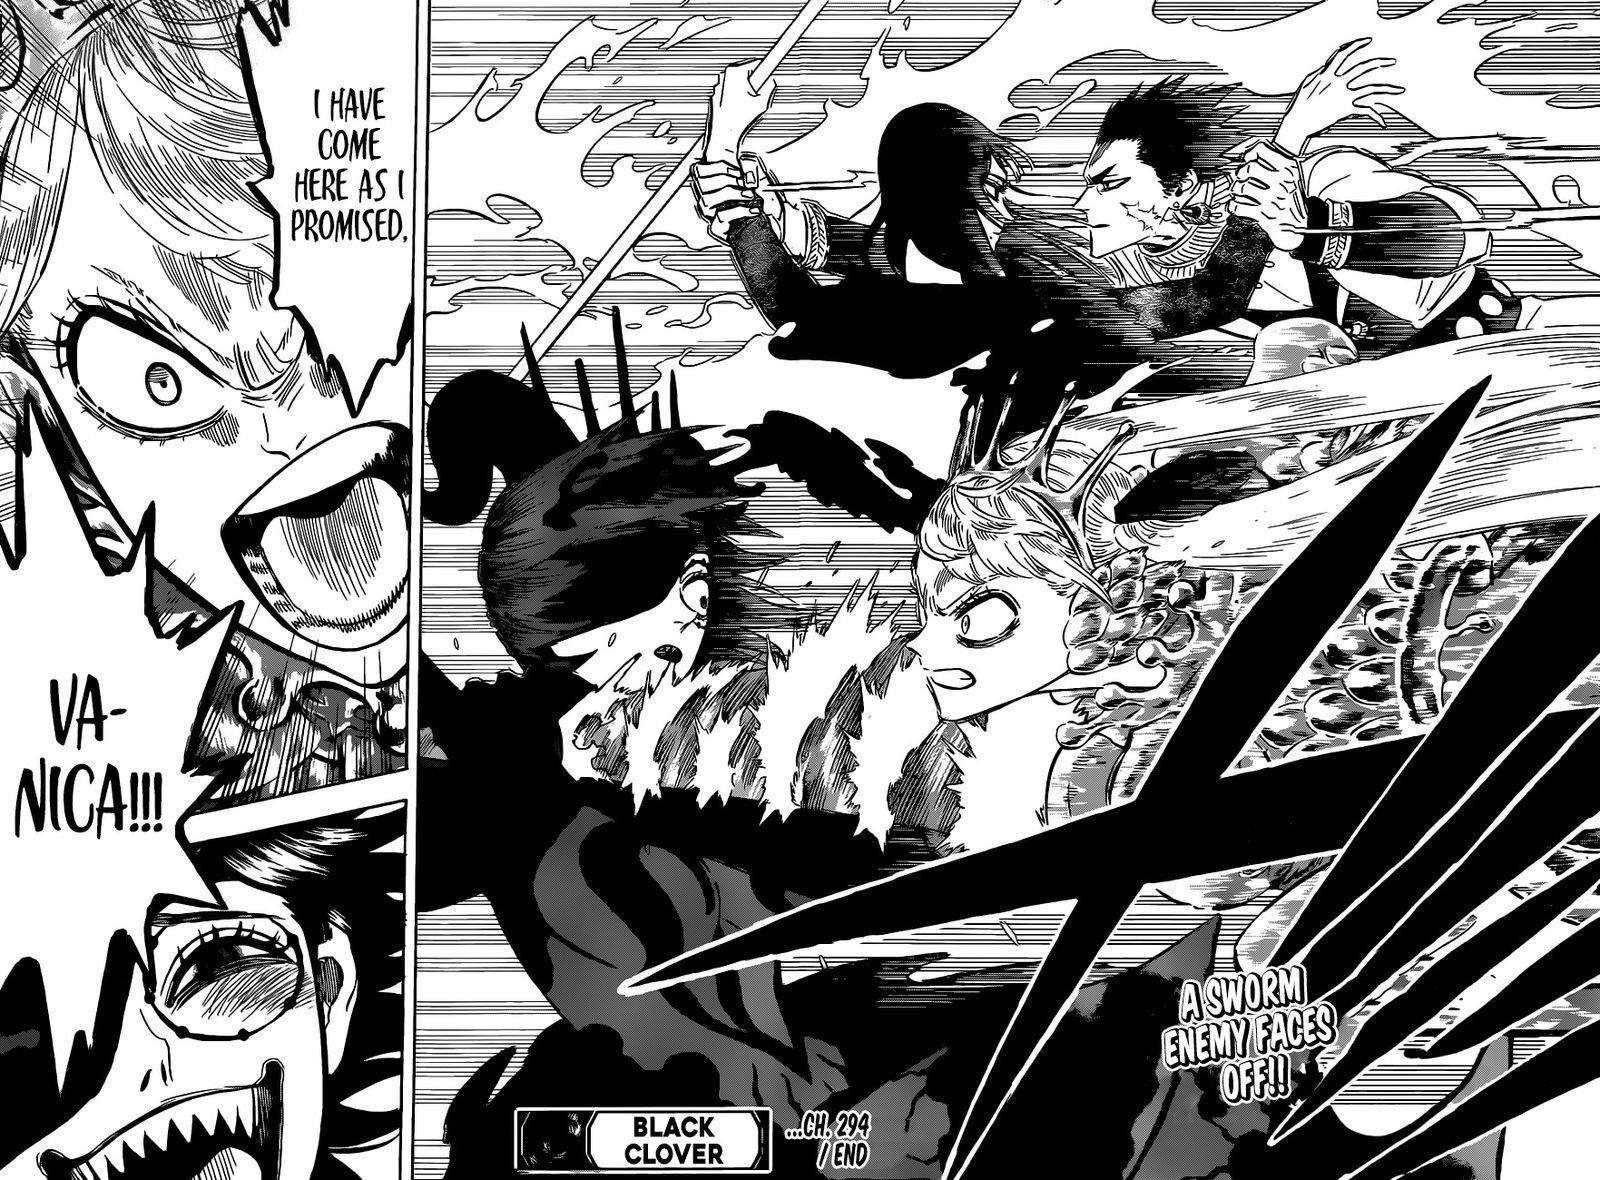 I HAVE
COME
HERE AS I
PROMISED,
VA-
NICA!!!
A SWORM
ENEMY FACES
OFF!!
BLACK
CLOVER
...CH. 294
/ END